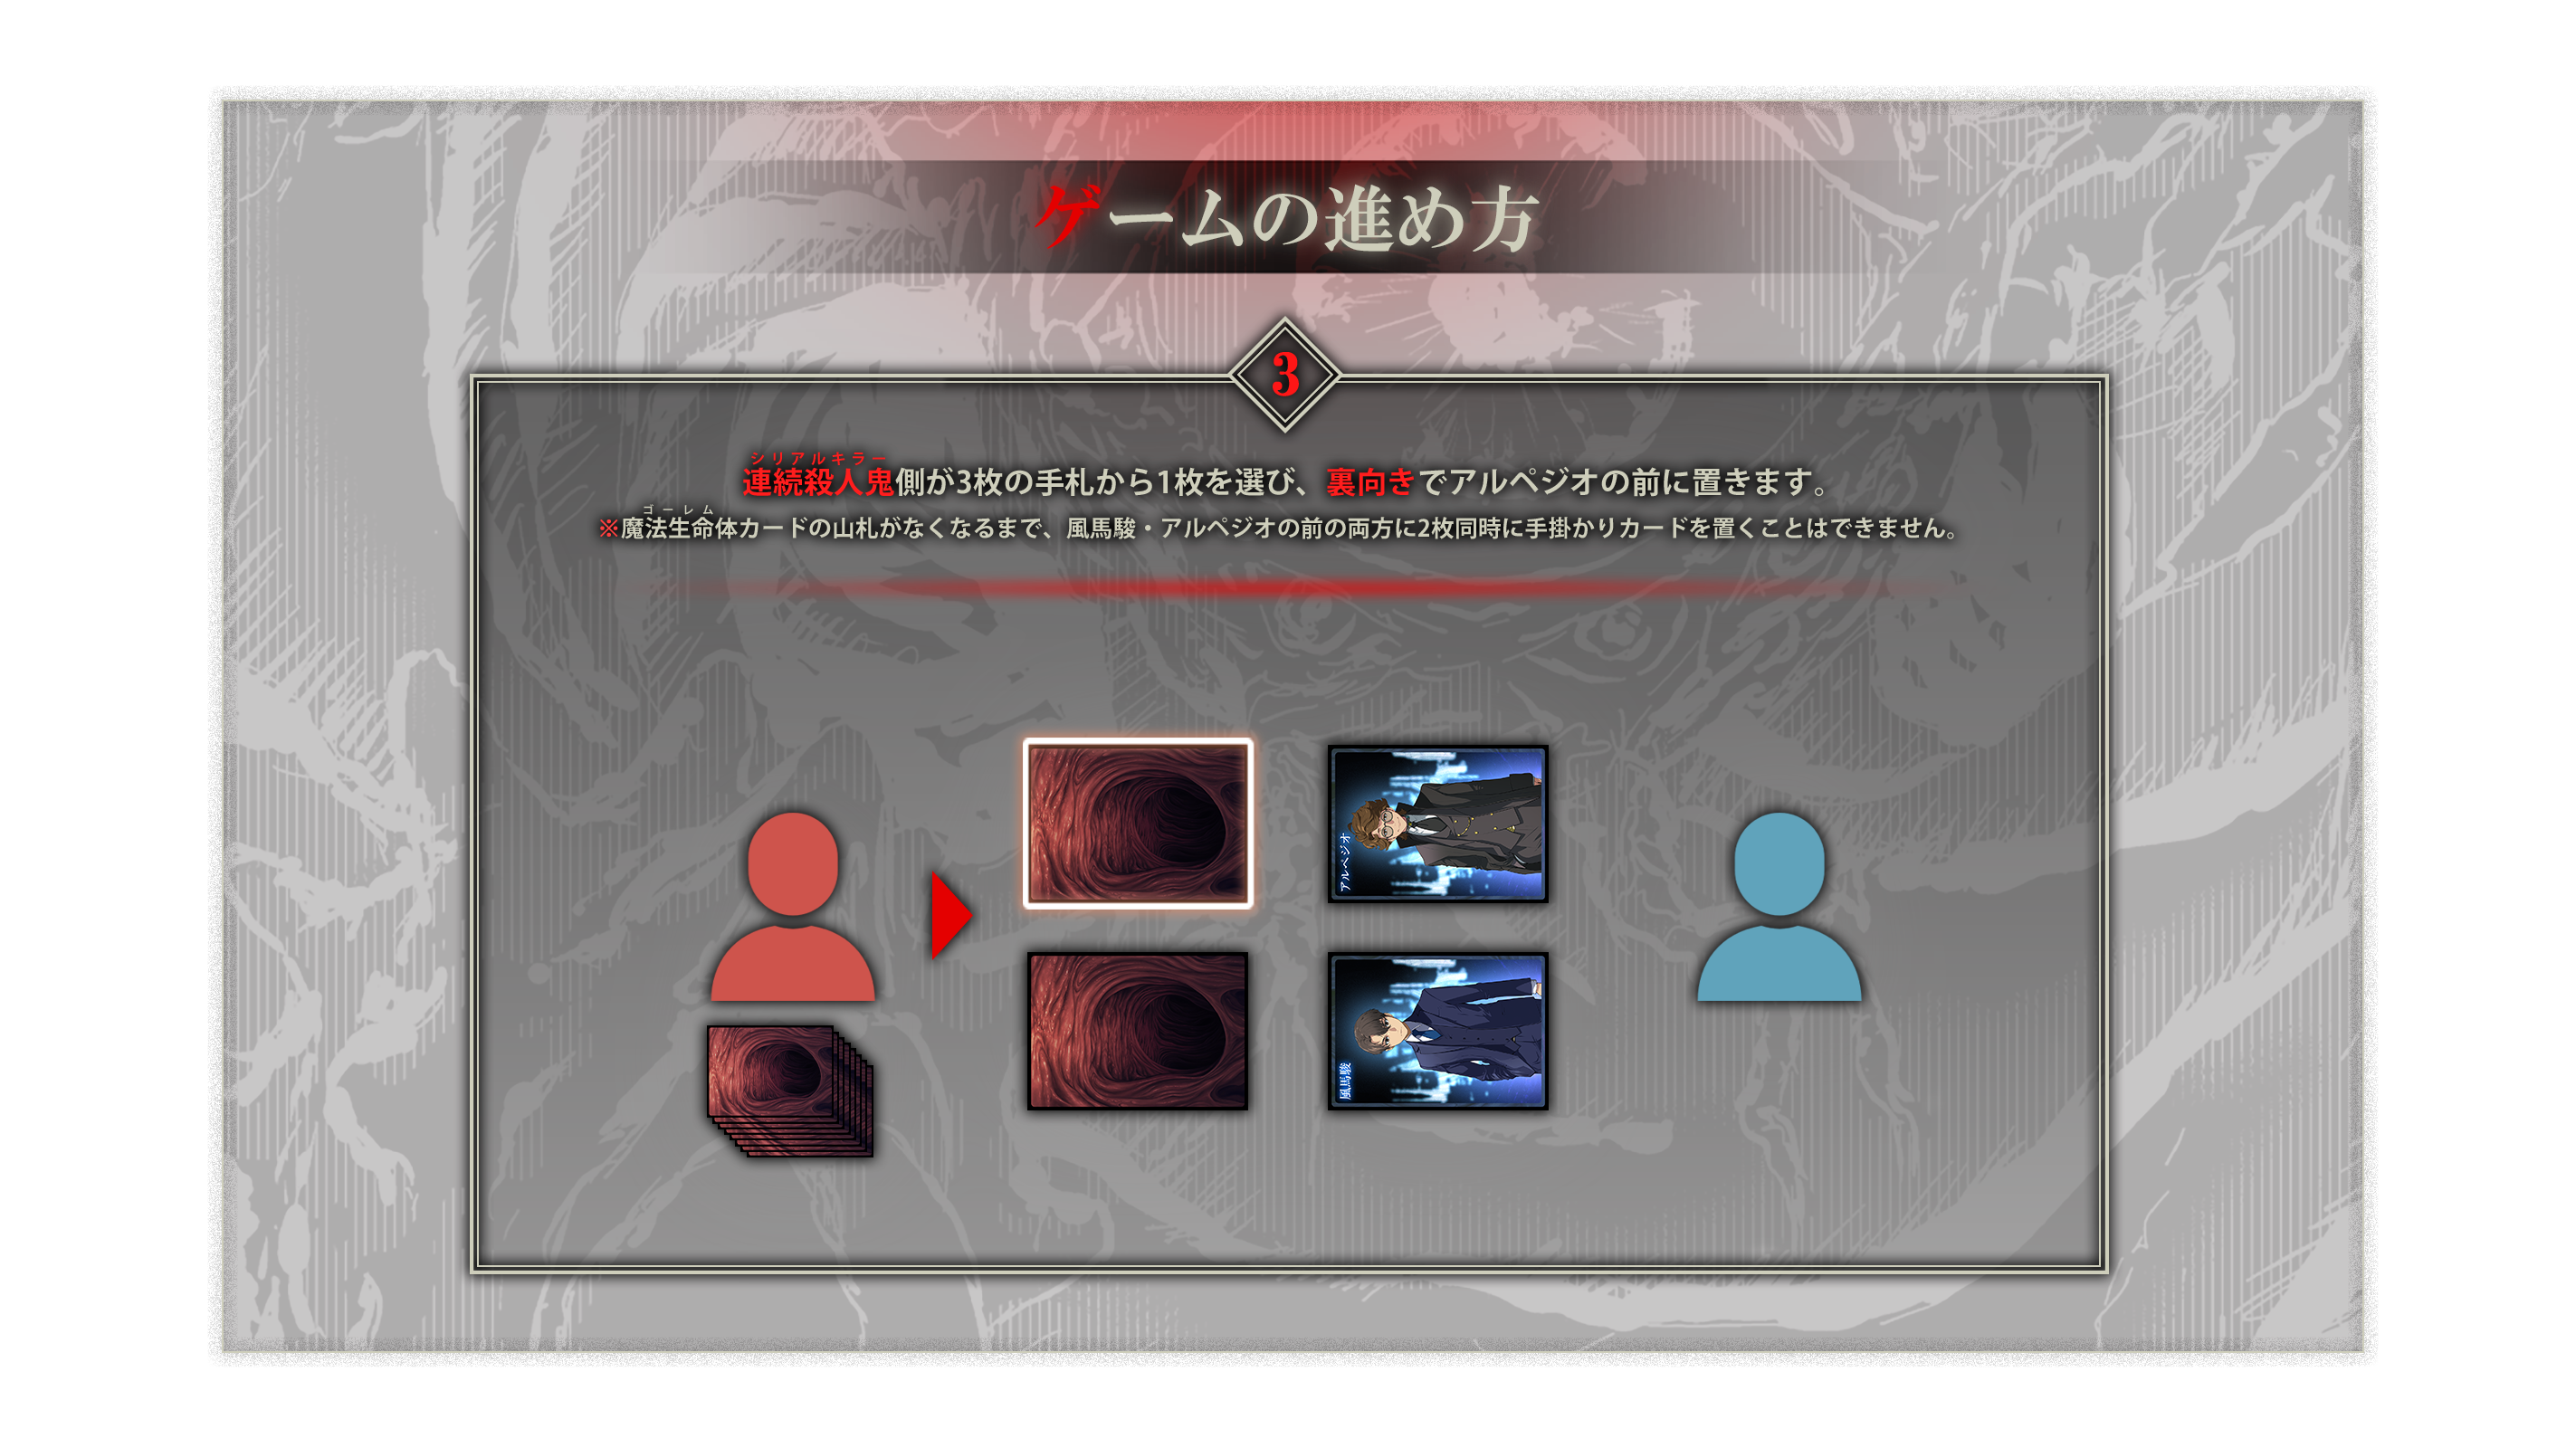 ゲームの進め方
3
シリアルキラー
連続殺人鬼側が3枚の手札から1枚を選び、裏向きでアルペジオの前に置きます。
ゴーレム
※魔法生命体カードの山札がなくなるまで、風馬駿・アルペジオの前の両方に2枚同時に手掛かりカードを置くことはできません。
アルペジオ
風馬駿